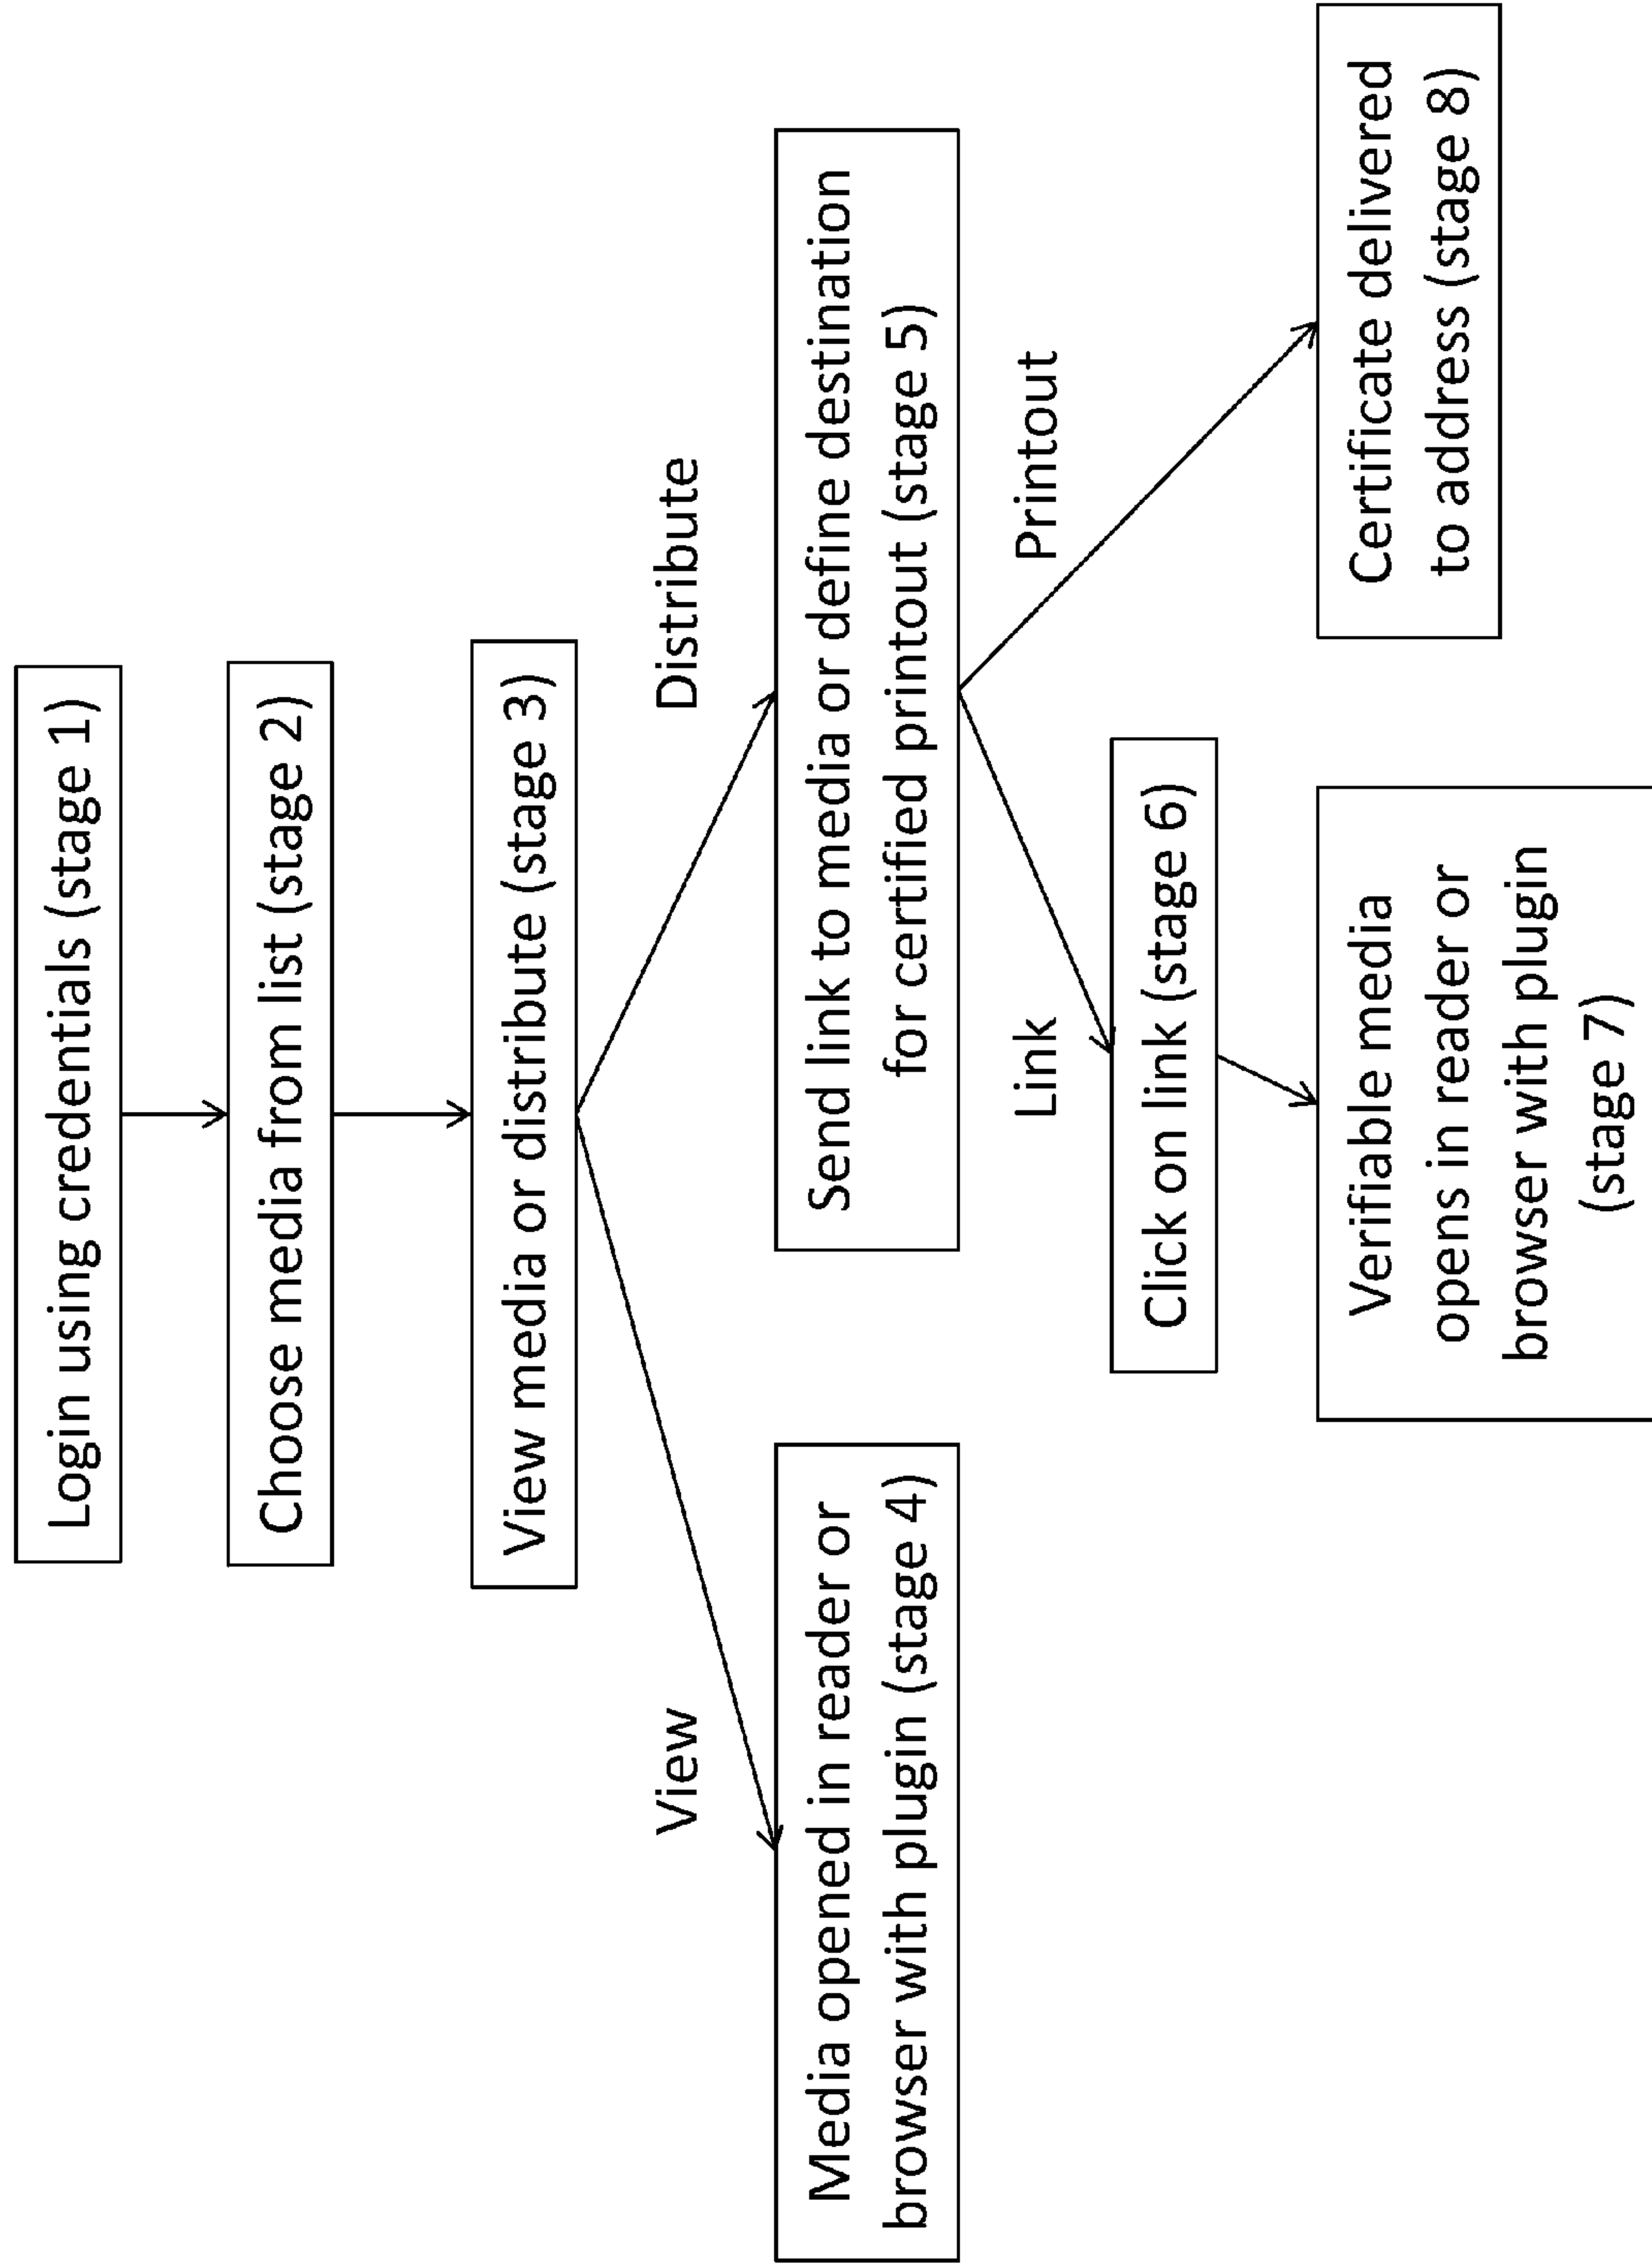 Login using credentials (stage 1)
Choose media from list (stage 2)
View media or distribute (stage 3)
View
Distribute
Media opened in reader or
browser with plugin (stage 4)
Send link to media or define destination
for certified printout (stage 5)
Link
Printout
Click on link (stage 6)
Verifiable media
opens in reader or
browser with plugin
(stage 7)
Certificate delivered
to address (stage 8)